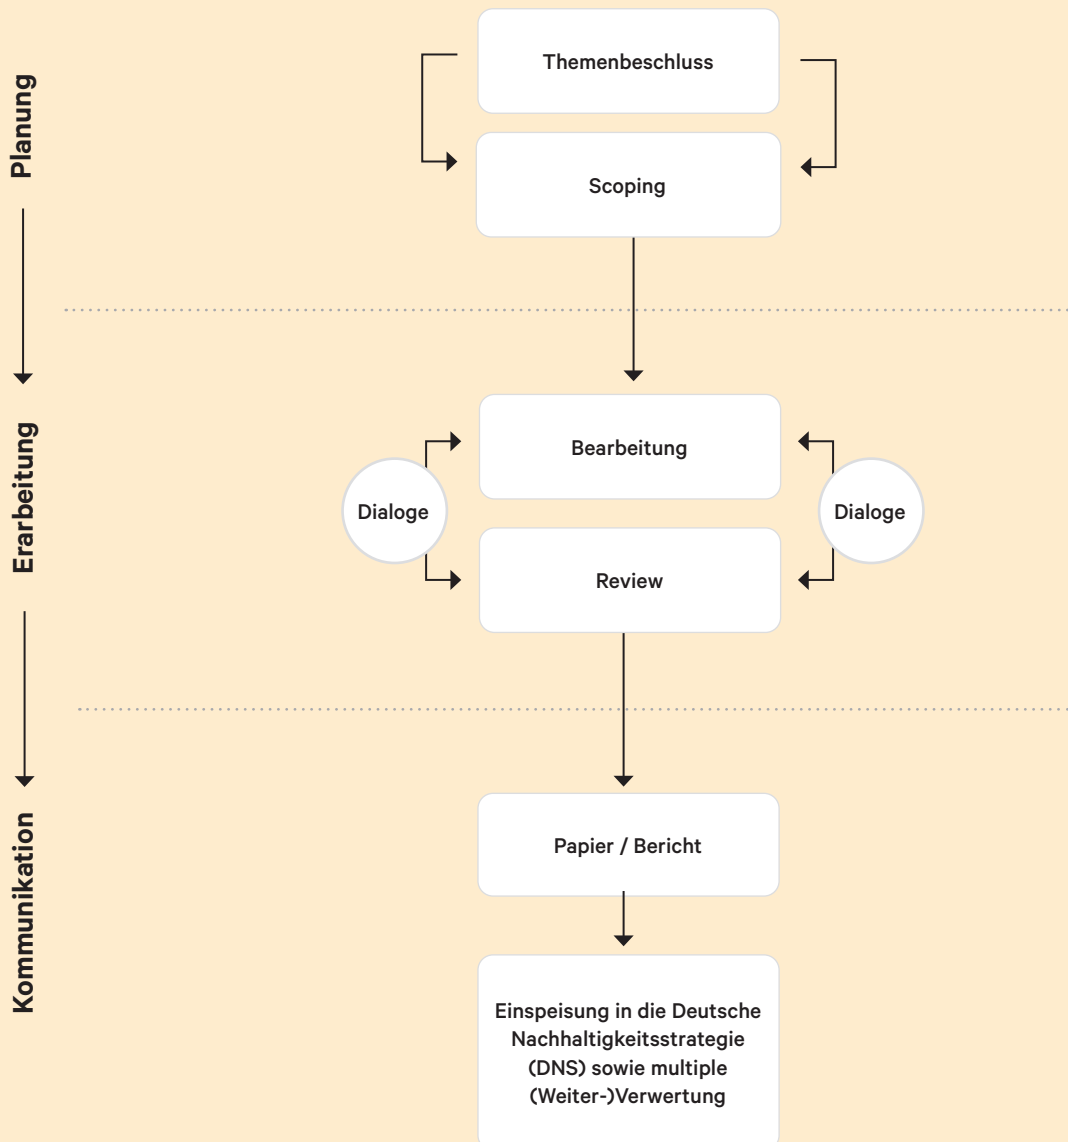 Planung
Themenbeschluss
Scoping
Erarbeitung
Bearbeitung
Dialoge
Dialoge
Review
Kommunikation
Papier / Bericht
Einspeisung in die Deutsche
Nachhaltigkeitsstrategie
(DNS) sowie multiple
(Weiter-)Verwertung